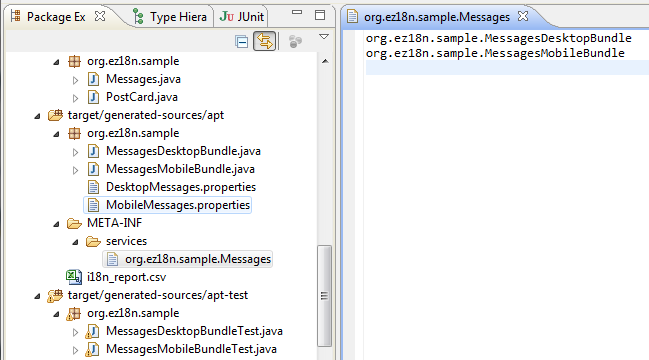 Package Ex
Type Hiera
JUnit
org.ez18n.sample
Messages.java
PostCard.java
target/generated-sources/apt
org.ez18n.sample
MessagesDesktopBundle.java
MessagesMobileBundle.java
DesktopMessages.properties
MobileMessages.properties
META-INF
services
org.ez18n.sample.Messages
i18n_report.csv
target/generated-sources/apt-test
org.ez18n.sample
MessagesDesktopBundleTest.java
MessagesMobileBundleTest.java
org.ez18n.sample.Messages
org.ez18n.sample.MessagesDesktopBundle
org.ez18n.sample.MessagesMobileBundle